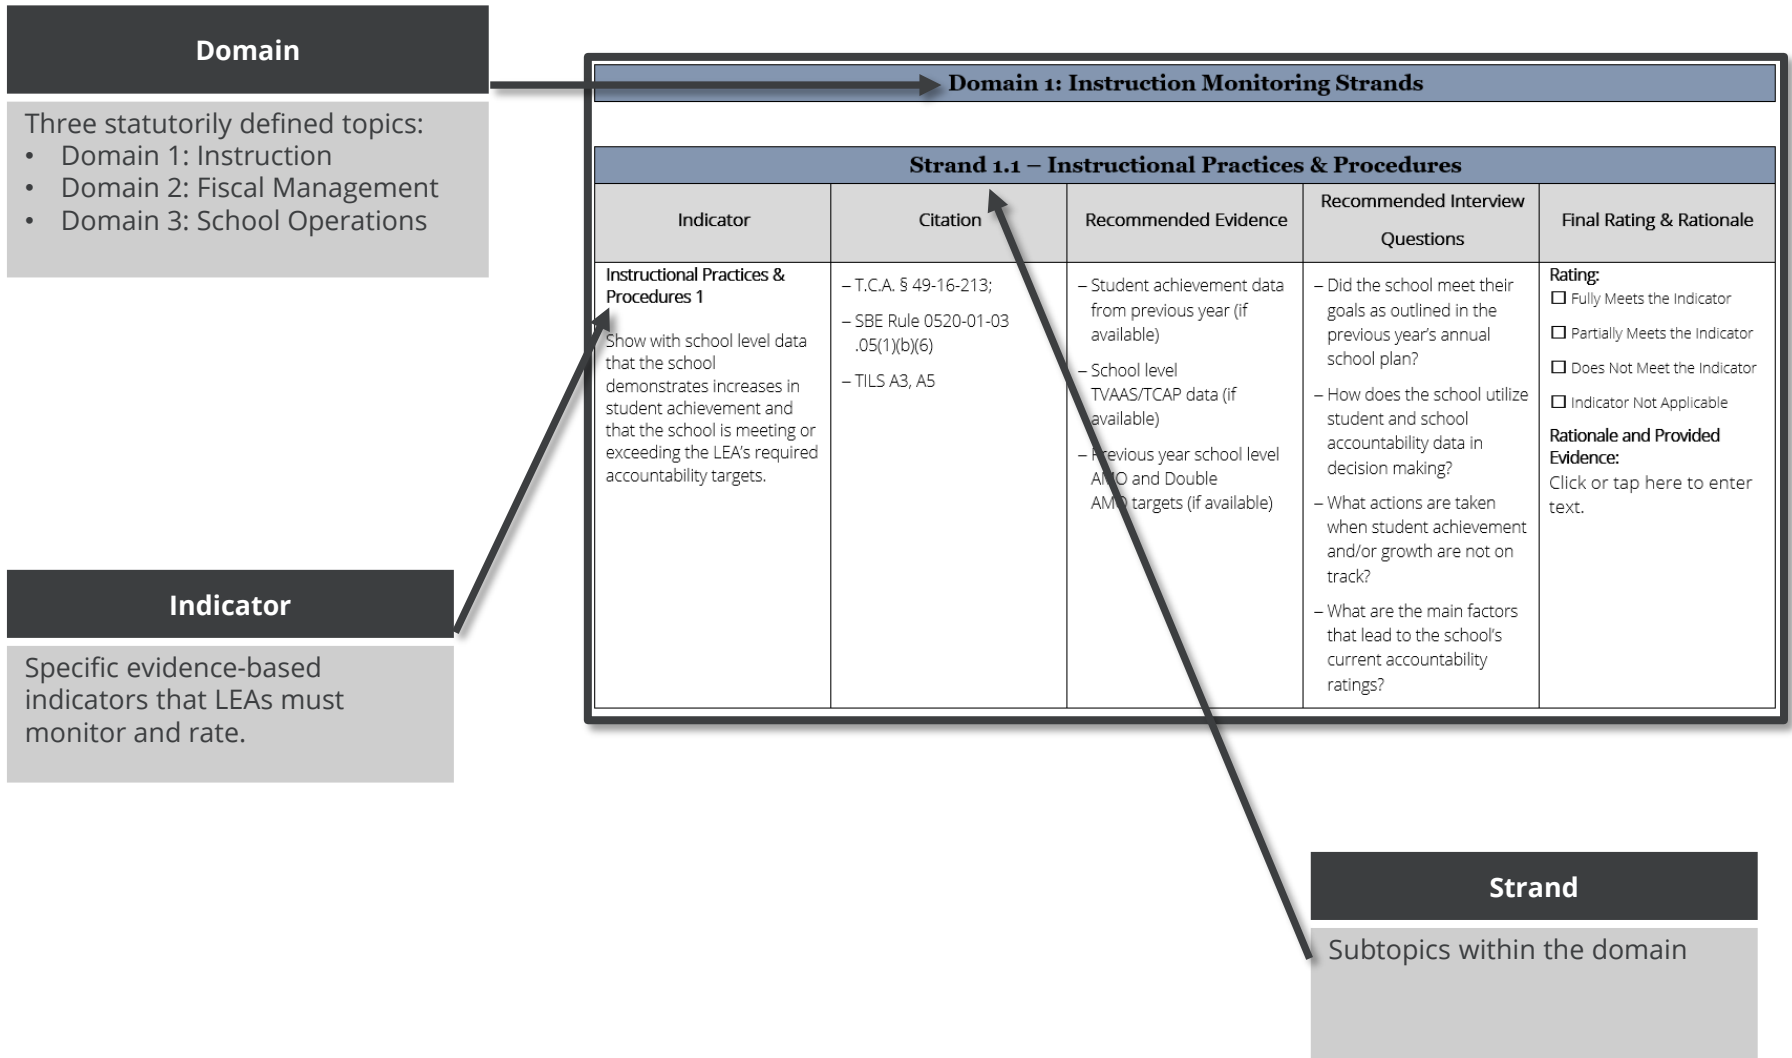 Domain
Three statutorily defined topics:
• Domain 1: Instruction
• Domain 2: Fiscal Management
• Domain 3: School Operations
Indicator
Specific evidence-based
indicators that LEAs must
monitor and rate.
Domain 1: Instruction Monitoring Strands
Strand 1.1 – Instructional Practices & Procedures
Indicator
Citation
Recommended Evidence
Recommended Interview
Questions
Final Rating & Rationale
Instructional Practices &
Procedures 1
Show with school level data
that the school
demonstrates increases in
student achievement and
that the school is meeting or
exceeding the LEA's required
accountability targets.
– T.C.A. § 49-16-213;
– SBE Rule 0520-01-03
.05(1)(b)(6)
– TILS A3, A5
– Student achievement data
from previous year (if
available)
– School level
TVAAS/TCAP data (if
available)
– Previous year school level
AMO and Double
AMO targets (if available)
– Did the school meet their
goals as outlined in the
previous year's annual
school plan?
– How does the school utilize
student and school
accountability data in
decision making?
– What actions are taken
when student achievement
and/or growth are not on
track?
– What are the main factors
that lead to the school's
current accountability
ratings?
Rating:
☐ Fully Meets the Indicator
☐ Partially Meets the Indicator
☐ Does Not Meet the Indicator
☐ Indicator Not Applicable
Rationale and Provided
Evidence:
Click or tap here to enter
text.
Strand
Subtopics within the domain